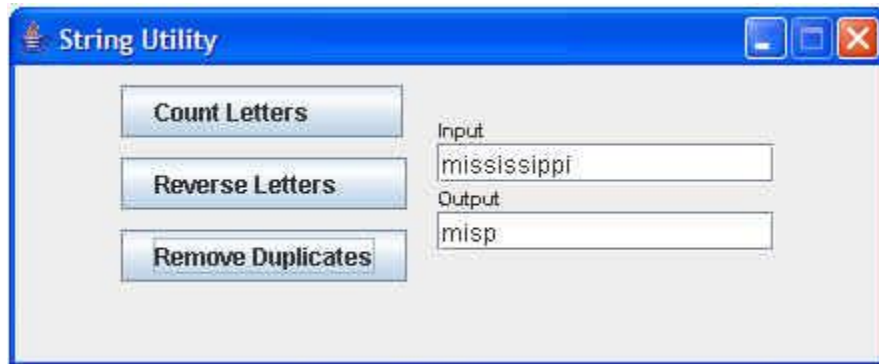 String Utility
Count Letters
Reverse Letters
Remove Duplicates
Input
mississippi
Output
misp